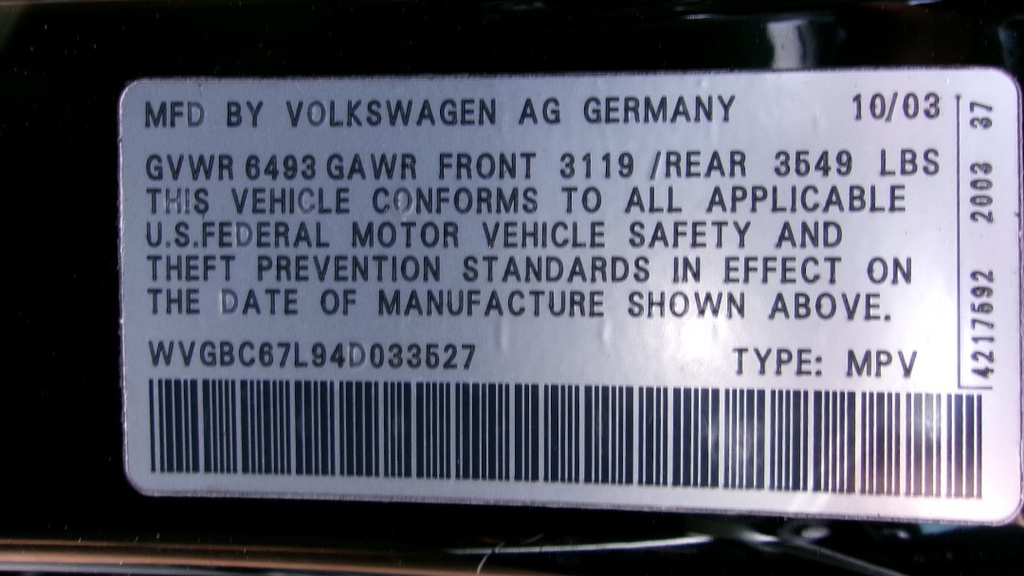 MFD BY VOLKSWAGEN AG GERMANY 10/03
GVWR 6493 GAWR FRONT 3119 /REAR 3549 LBS
THIS VEHICLE CONFORMS TO ALL APPLICABLE
U.S.FEDERAL MOTOR VEHICLE SAFETY AND
THEFT PREVENTION STANDARDS IN EFFECT ON
THE DATE OF MANUFACTURE SHOWN ABOVE.
WVGBC67L94D033527 TYPE: MPV
4217592 2003 37